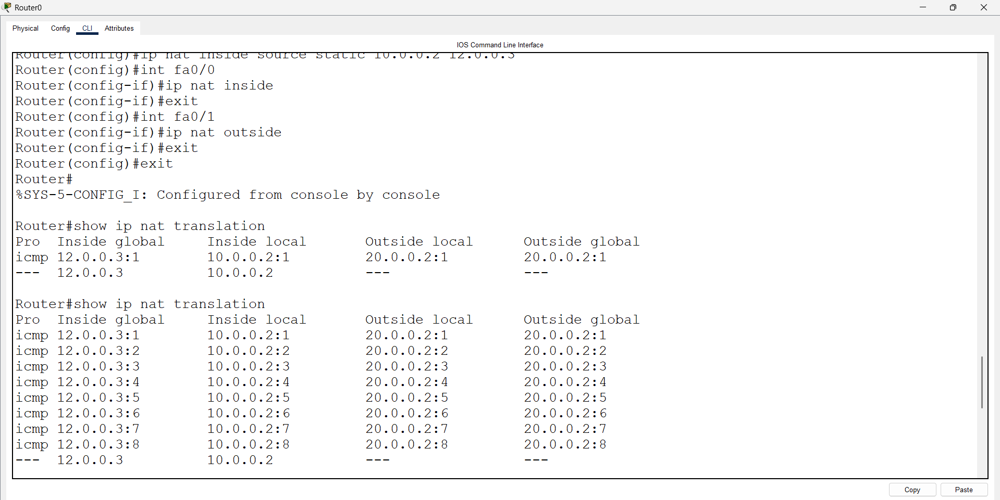 Router0
Physical Config CLI Attributes
IOS Command Line Interface
Router(config)#ip nat inside source static 10.0.0.2 12.0.0.3
Router(config)#int fa0/0
Router(config-if)#ip nat inside
Router(config-if)#exit
Router(config)#int fa0/1
Router(config-if)#ip nat outside
Router(config-if)#exit
Router(config)#exit
Router#
%SYS-5-CONFIG_I: Configured from console by console
Router#show ip nat translation
Pro  Inside global     Inside local       Outside local      Outside global
icmp 12.0.0.3:1        10.0.0.2:1         20.0.0.2:1         20.0.0.2:1
---  12.0.0.3          10.0.0.2           ---                ---
Router#show ip nat translation
Pro  Inside global     Inside local       Outside local      Outside global
icmp 12.0.0.3:1        10.0.0.2:1         20.0.0.2:1         20.0.0.2:1
icmp 12.0.0.3:2        10.0.0.2:2         20.0.0.2:2         20.0.0.2:2
icmp 12.0.0.3:3        10.0.0.2:3         20.0.0.2:3         20.0.0.2:3
icmp 12.0.0.3:4        10.0.0.2:4         20.0.0.2:4         20.0.0.2:4
icmp 12.0.0.3:5        10.0.0.2:5         20.0.0.2:5         20.0.0.2:5
icmp 12.0.0.3:6        10.0.0.2:6         20.0.0.2:6         20.0.0.2:6
icmp 12.0.0.3:7        10.0.0.2:7         20.0.0.2:7         20.0.0.2:7
icmp 12.0.0.3:8        10.0.0.2:8         20.0.0.2:8         20.0.0.2:8
---  12.0.0.3          10.0.0.2           ---                ---
Copy Paste